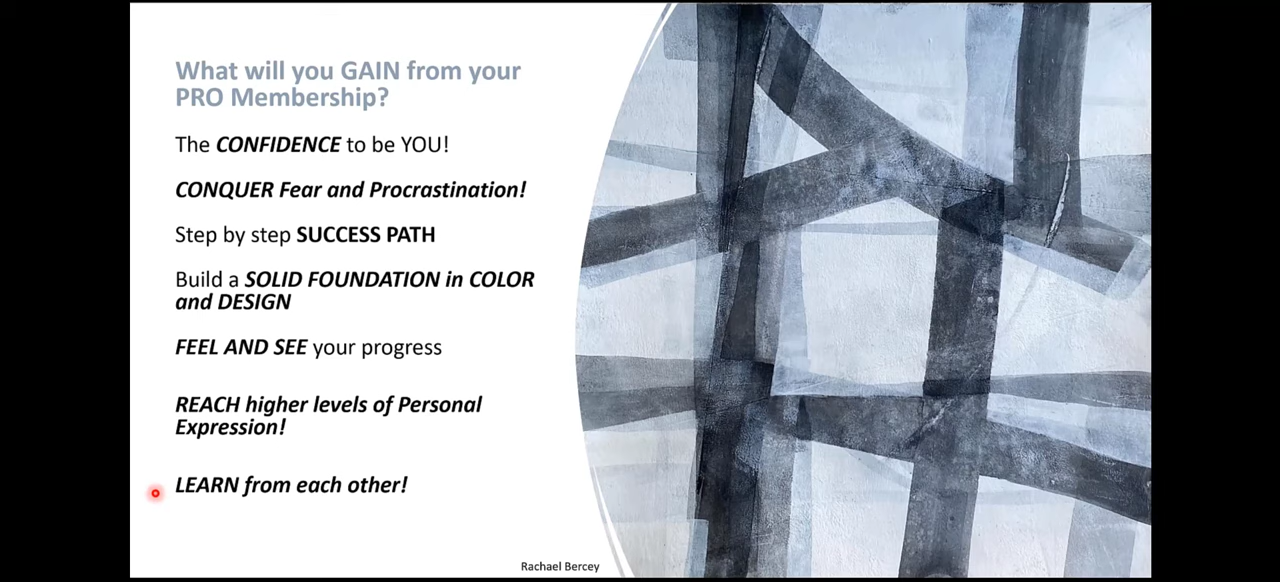 What will you GAIN from your
PRO Membership?
The CONFIDENCE to be YOU!
CONQUER Fear and Procrastination!
Step by step SUCCESS PATH
Build a SOLID FOUNDATION in COLOR
and DESIGN
FEEL AND SEE your progress
REACH higher levels of Personal
Expression!
LEARN from each other!
Rachael Bercey